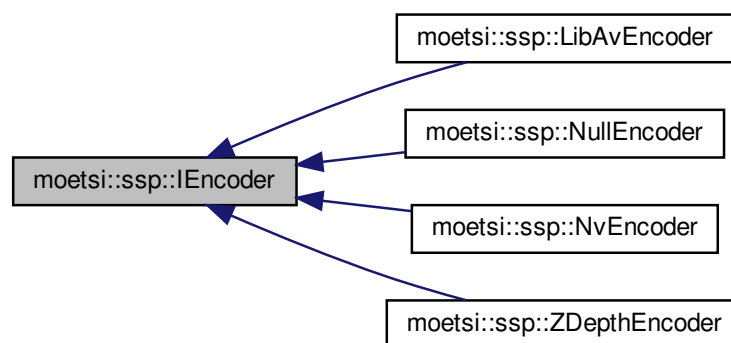 moetsi::ssp::LibAvEncoder
moetsi::ssp::NullEncoder
moetsi::ssp::IEncoder
moetsi::ssp::NvEncoder
moetsi::ssp::ZDepthEncoder